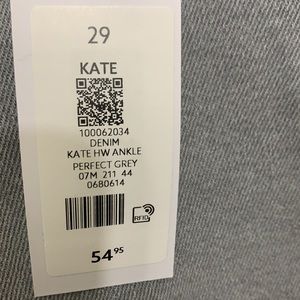 29
KATE
100062034
DENIM
KATE HW ANKLE
PERFECT GREY
07M 211 44
0680614
RFID
54 95